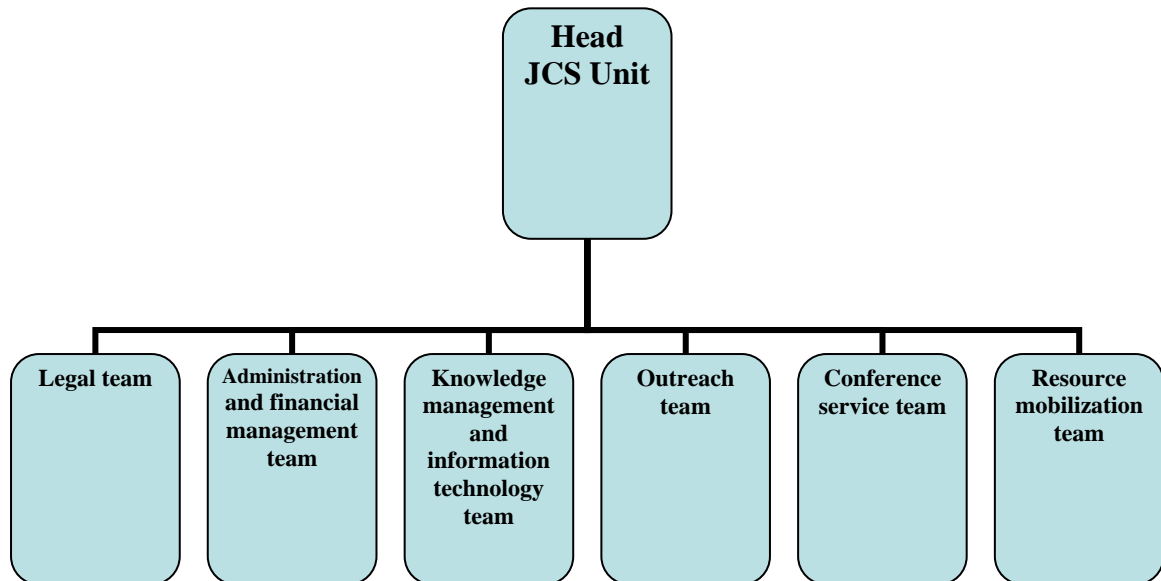 Head
JCS Unit
Legal team
Administration
and financial
management
team
Knowledge
management
and
information
technology
team
Outreach
team
Conference
service team
Resource
mobilization
team